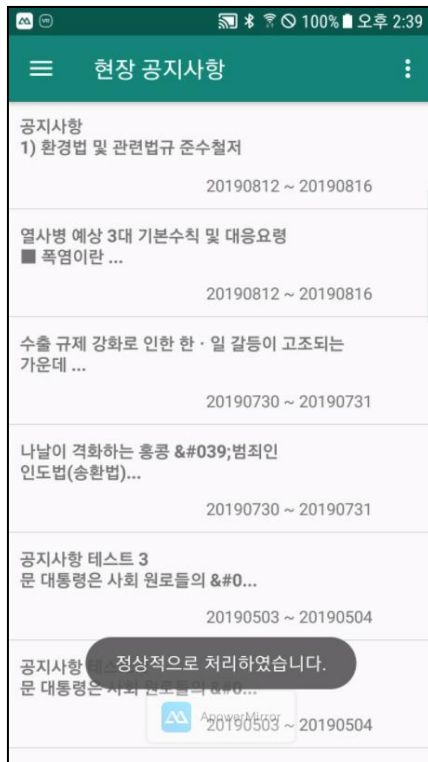 100% 오후 2:39
현장 공지사항
공지사항
1) 환경법 및 관련법규 준수철저
20190812 ~ 20190816
열사병 예상 3대 기본수칙 및 대응요령
■ 폭염이란 ...
20190812 ~ 20190816
수출 규제 강화로 인한 한 · 일 갈등이 고조되는
가운데 ...
20190730 ~ 20190731
나날이 격화하는 홍콩 &#039;범죄인
인도법(송환법)...
20190730 ~ 20190731
공지사항 테스트 3
문 대통령은 사회 원로들의 &#0...
20190503 ~ 20190504
정상적으로 처리하였습니다.
공지사항
문 대통령은 사회 원로들의 &#0...
ApowerMirror
20190503 ~ 20190504